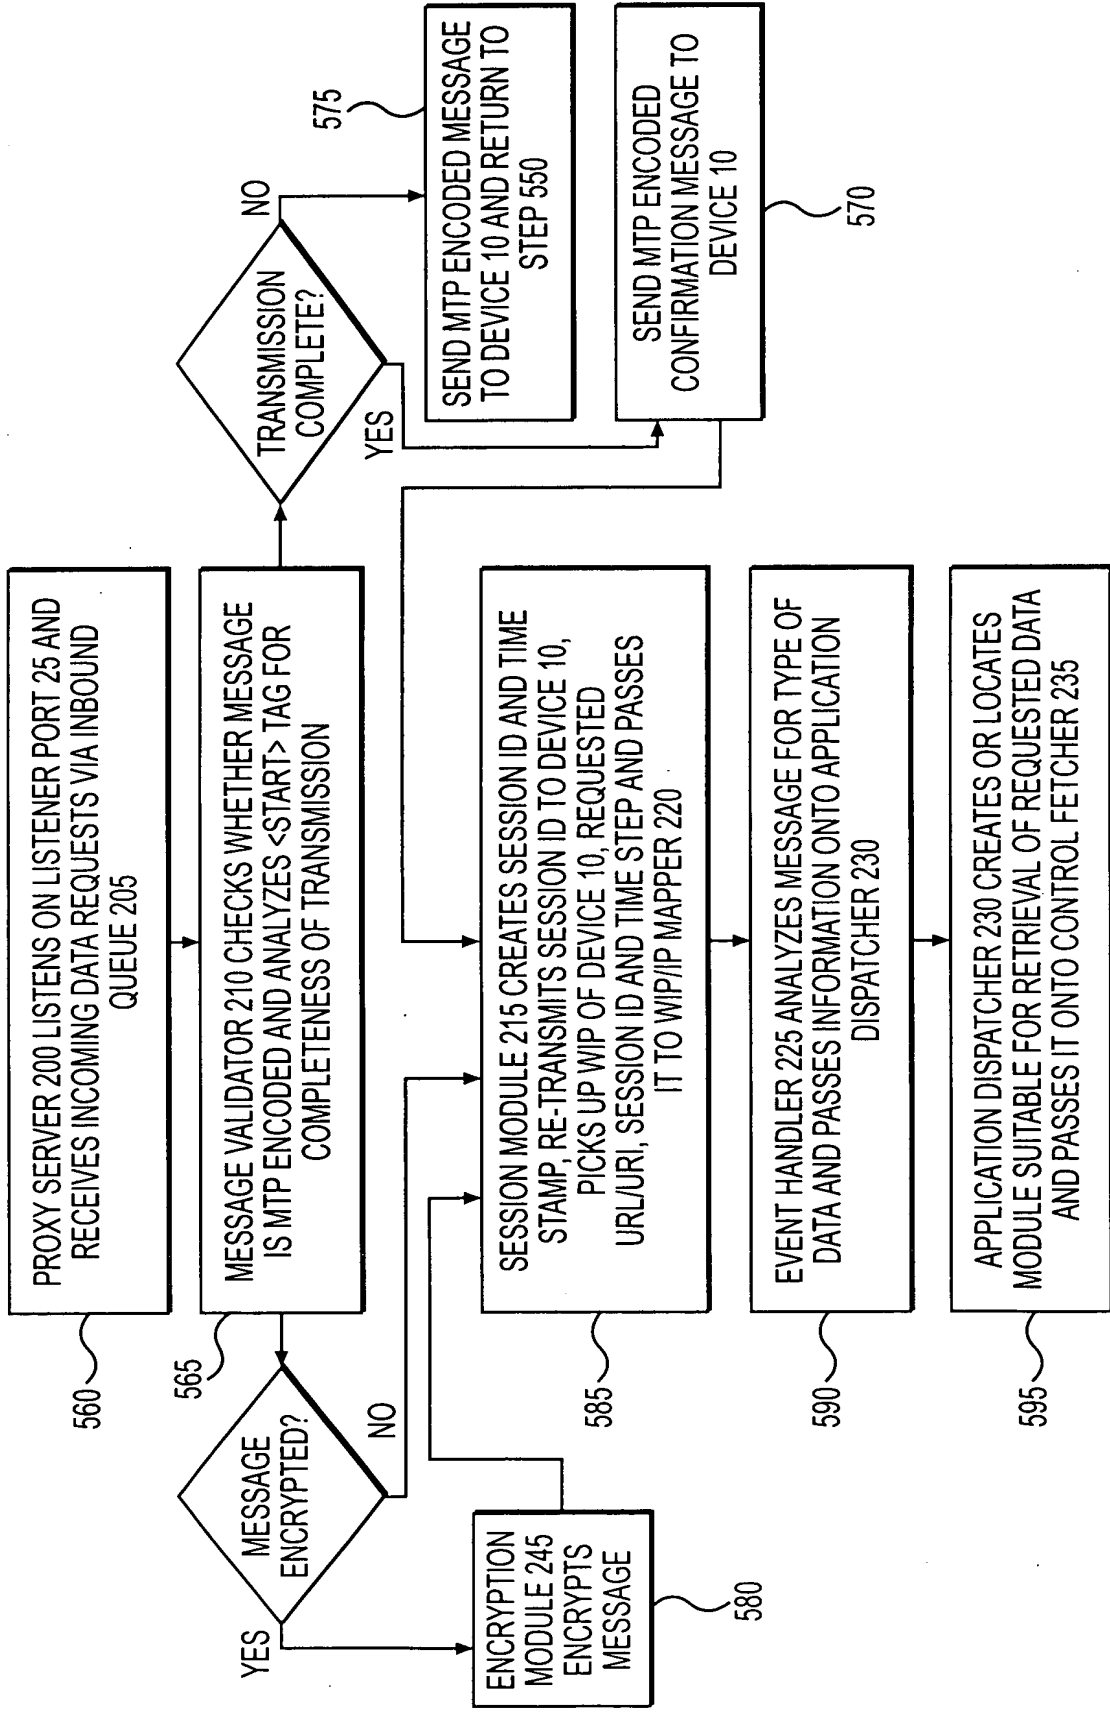 PROXY SERVER 200 LISTENS ON LISTENER PORT 25 AND
RECEIVES INCOMING DATA REQUESTS VIA INBOUND
QUEUE 205
560
MESSAGE VALIDATOR 210 CHECKS WHETHER MESSAGE
IS MTP ENCODED AND ANALYZES <START> TAG FOR
COMPLETENESS OF TRANSMISSION
565
MESSAGE
ENCRYPTED?
YES
NO
ENCRYPTION
MODULE 245
ENCRYPTS
MESSAGE
580
TRANSMISSION
COMPLETE?
NO
YES
575
SEND MTP ENCODED MESSAGE
TO DEVICE 10 AND RETURN TO
STEP 550
SEND MTP ENCODED
CONFIRMATION MESSAGE TO
DEVICE 10
570
SESSION MODULE 215 CREATES SESSION ID AND TIME
STAMP, RE-TRANSMITS SESSION ID TO DEVICE 10,
PICKS UP WIP OF DEVICE 10, REQUESTED
URL/URI, SESSION ID AND TIME STEP AND PASSES
IT TO WIP/IP MAPPER 220
585
EVENT HANDLER 225 ANALYZES MESSAGE FOR TYPE OF
DATA AND PASSES INFORMATION ONTO APPLICATION
DISPATCHER 230
590
APPLICATION DISPATCHER 230 CREATES OR LOCATES
MODULE SUITABLE FOR RETRIEVAL OF REQUESTED DATA
AND PASSES IT ONTO CONTROL FETCHER 235
595